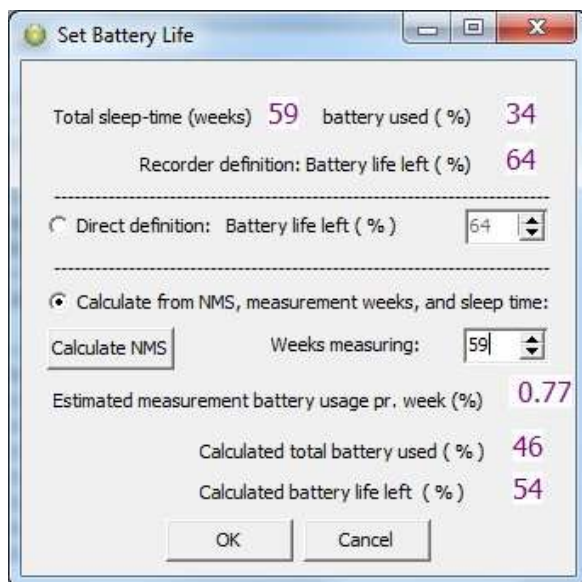 Set Battery Life
Total sleep-time (weeks) 59 battery used ( %) 34
Recorder definition: Battery life left ( %) 64
Direct definition: Battery life left ( % ) 64
Calculate from NMS, measurement weeks, and sleep time:
Calculate NMS Weeks measuring: 59
Estimated measurement battery usage pr. week (%) 0.77
Calculated total battery used ( % ) 46
Calculated battery life left ( % ) 54
OK Cancel